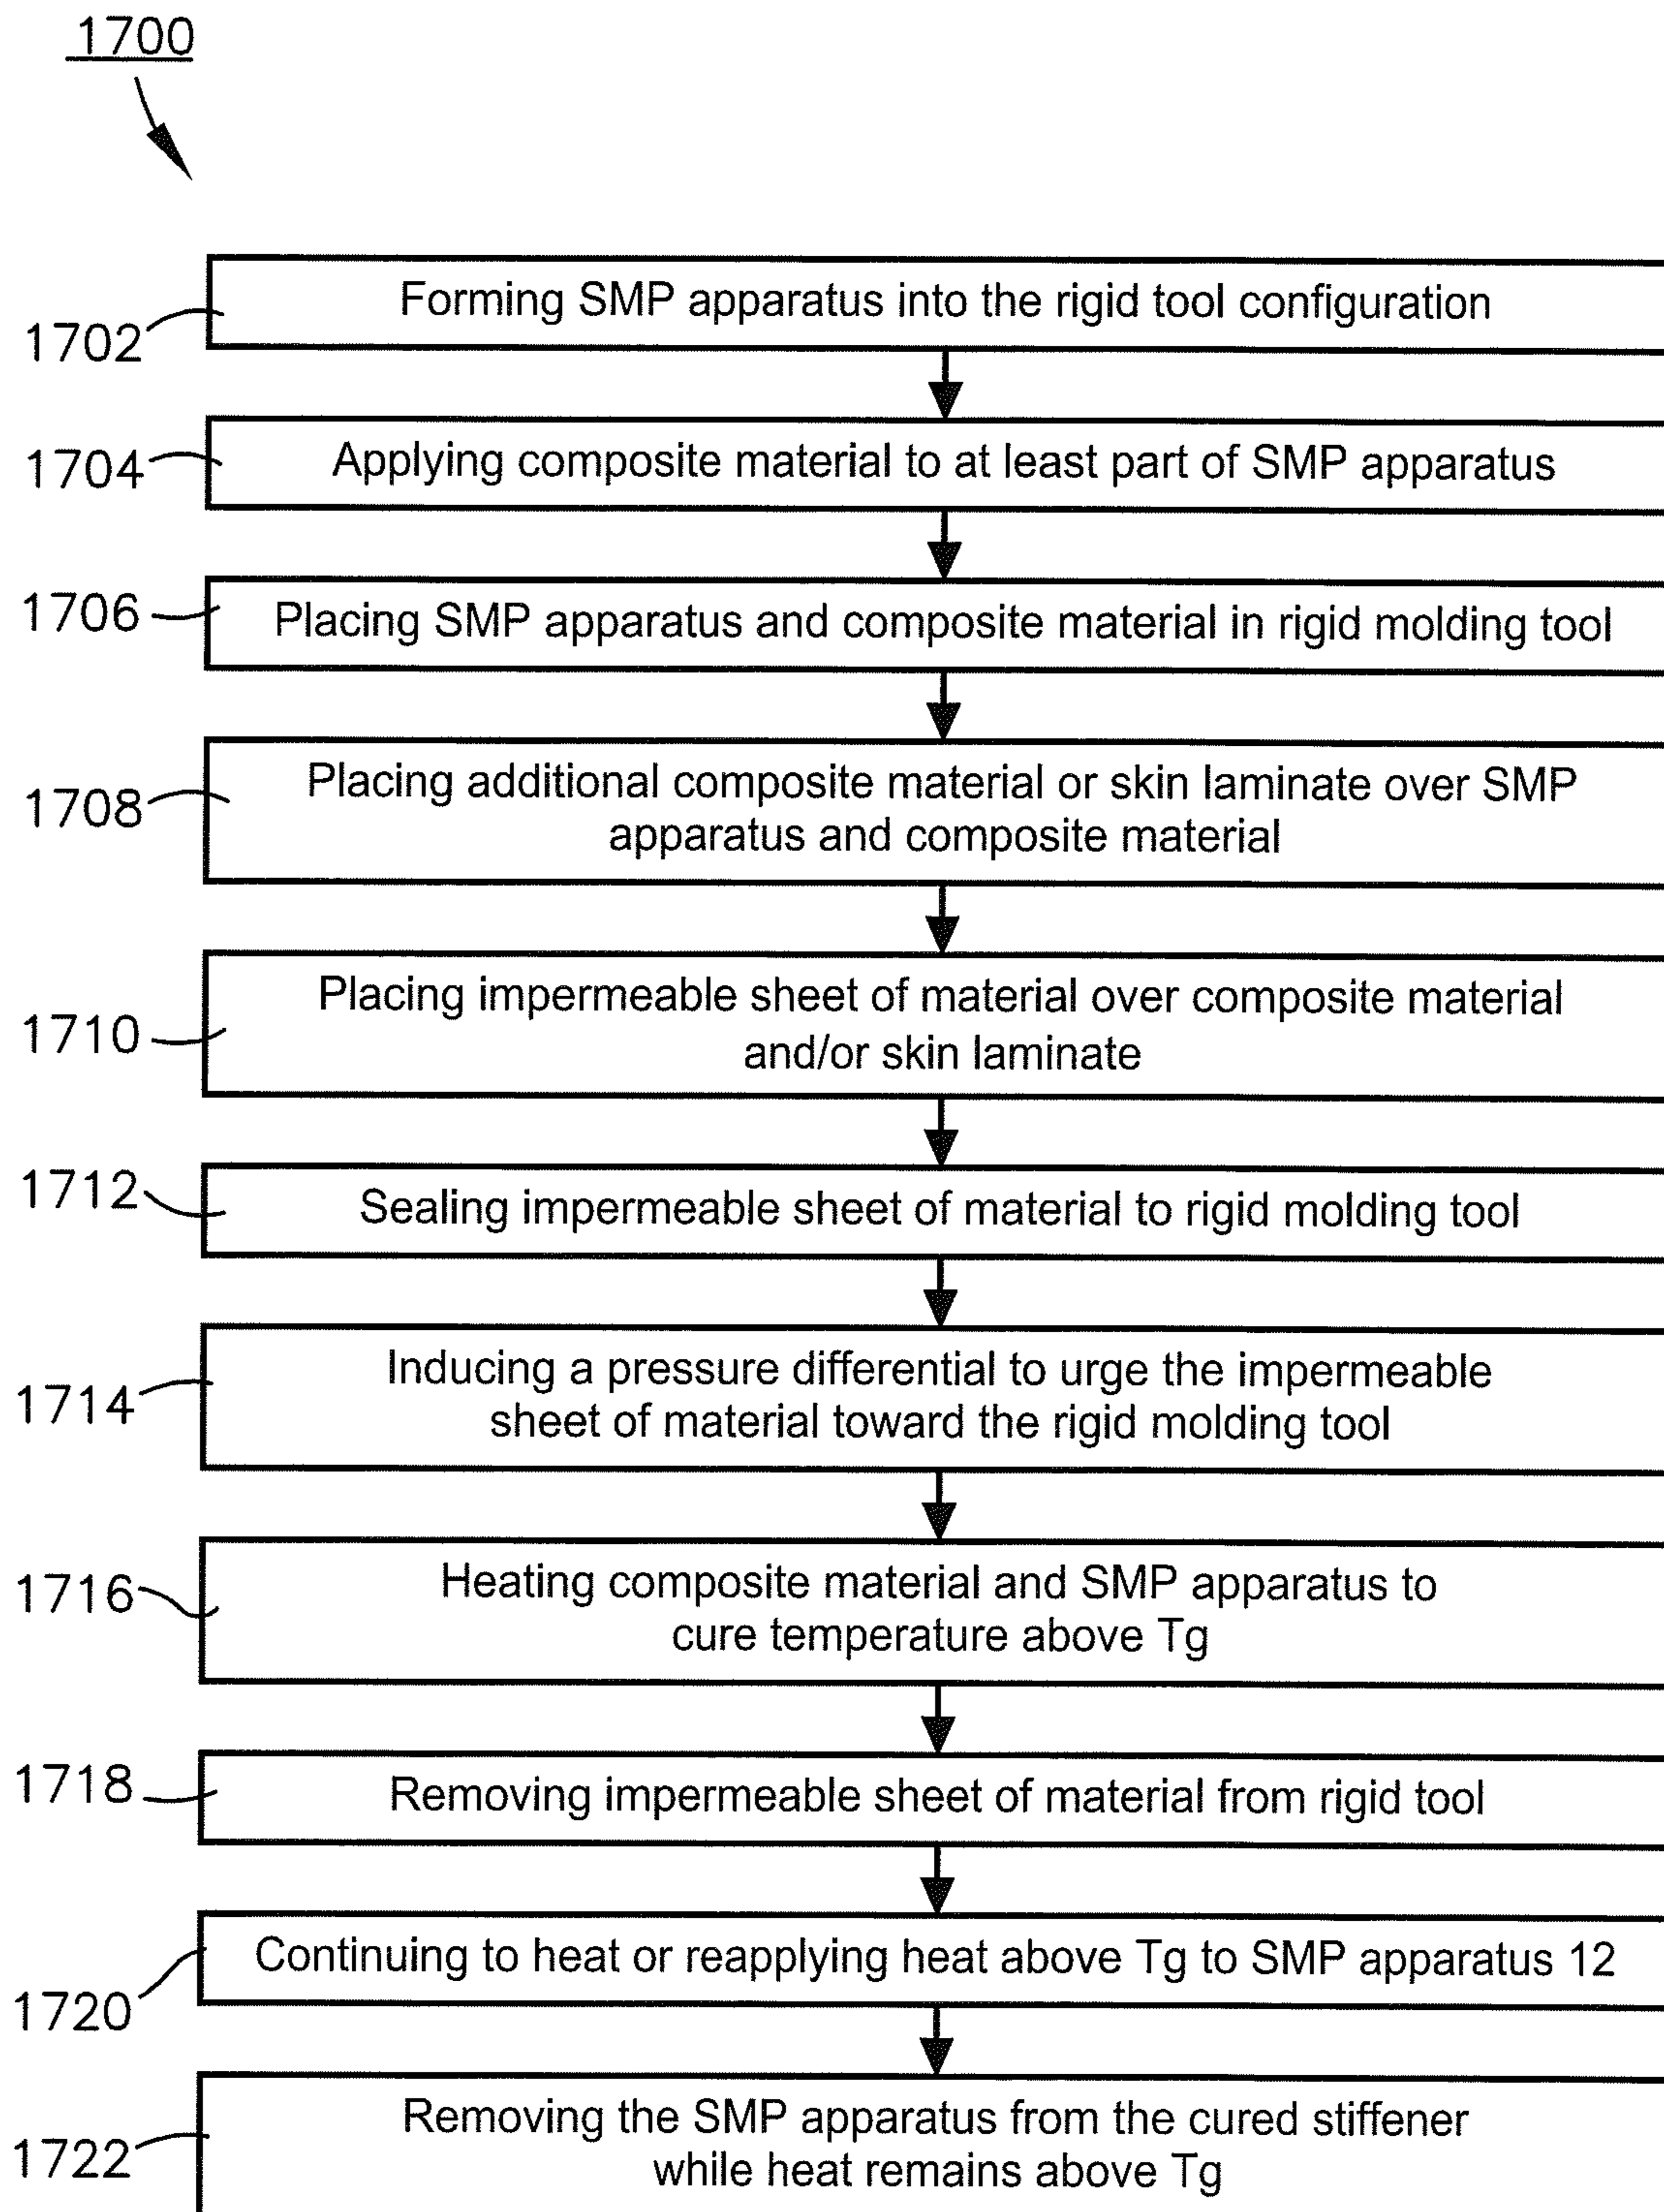 1700
Forming SMP apparatus into the rigid tool configuration
1702
Applying composite material to at least part of SMP apparatus
1704
Placing SMP apparatus and composite material in rigid molding tool
1706
Placing additional composite material or skin laminate over SMP
apparatus and composite material
1708
Placing impermeable sheet of material over composite material
and/or skin laminate
1710
Sealing impermeable sheet of material to rigid molding tool
1712
Inducing a pressure differential to urge the impermeable
sheet of material toward the rigid molding tool
1714
Heating composite material and SMP apparatus to
cure temperature above Tg
1716
Removing impermeable sheet of material from rigid tool
1718
Continuing to heat or reapplying heat above Tg to SMP apparatus 12
1720
Removing the SMP apparatus from the cured stiffener
while heat remains above Tg
1722